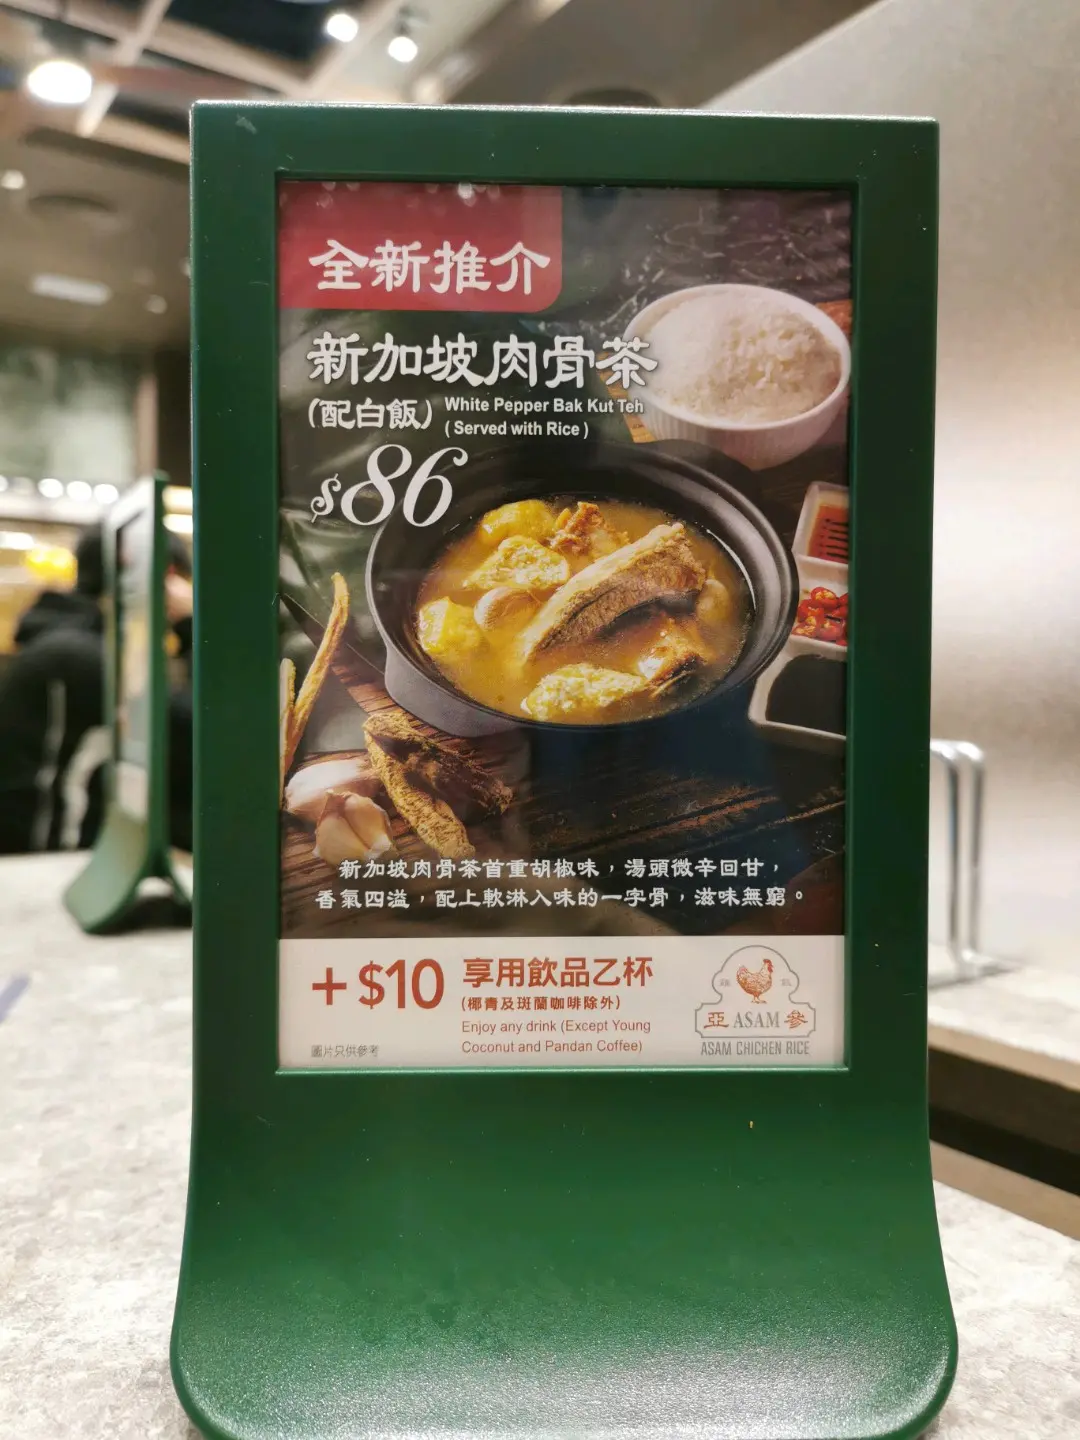 全新推介
新加坡肉骨茶
(配白飯)
White Pepper Bak Kut Teh
( Served with Rice )
$86
新加坡肉骨茶首重胡椒味，湯頭微辛回甘，
香氣四溢，配上軟淋入味的一字骨，滋味無窮。
+$10
享用飲品乙杯
(椰青及斑蘭咖啡除外)
Enjoy any drink (Except Young
Coconut and Pandan Coffee)
圖片只供參考
雞 飯
亞 ASAM 參
ASAM CHICKEN RICE